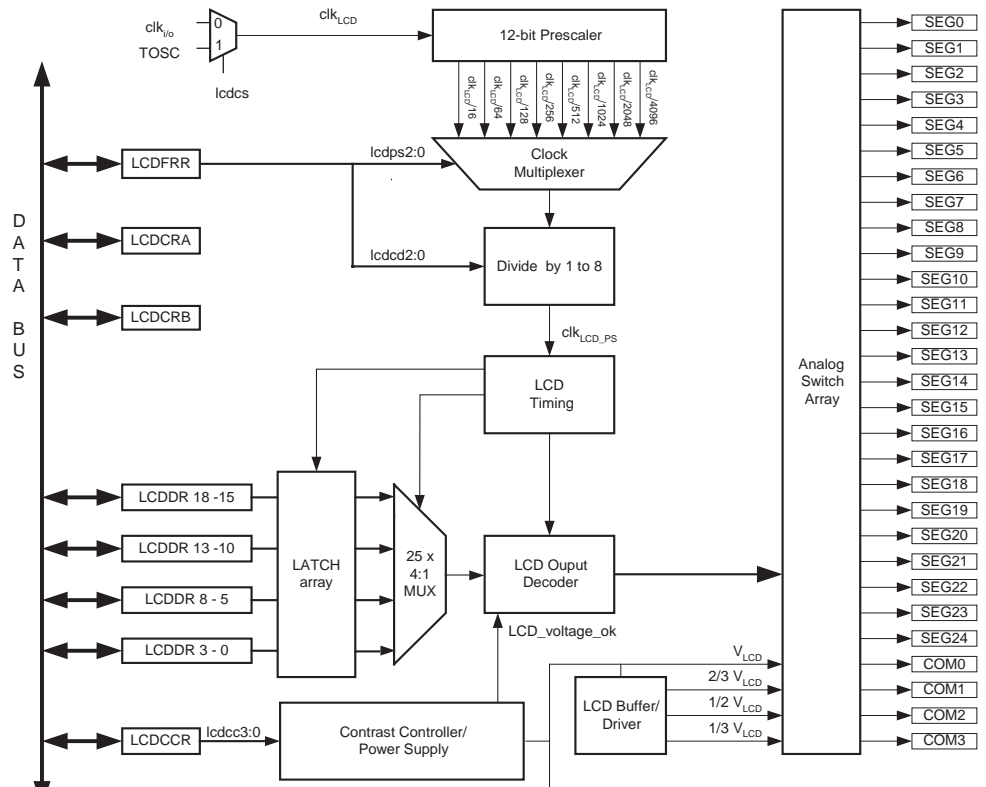 clk_i/o
TOSC
0
1
lcdcs
clk_LCD
12-bit Prescaler
clk_LCD/16
clk_LCD/64
clk_LCD/128
clk_LCD/256
clk_LCD/512
clk_LCD/1024
clk_LCD/2048
clk_LCD/4096
Clock
Multiplexer
LCDFRR
lcdps2:0
LCDCRA
lcdcd2:0
Divide by 1 to 8
LCDCRB
clk_LCD_PS
D
A
T
A
B
U
S
LCD
Timing
LCDDR 18 -15
LCDDR 13 -10
LCDDR 8 - 5
LCDDR 3 - 0
LATCH
array
25 x
4:1
MUX
LCD Ouput
Decoder
LCD_voltage_ok
LCDCCR
lcdcc3:0
Contrast Controller/
Power Supply
LCD Buffer/
Driver
V_LCD
2/3 V_LCD
1/2 V_LCD
1/3 V_LCD
Analog
Switch
Array
SEG0
SEG1
SEG2
SEG3
SEG4
SEG5
SEG6
SEG7
SEG8
SEG9
SEG10
SEG11
SEG12
SEG13
SEG14
SEG15
SEG16
SEG17
SEG18
SEG19
SEG20
SEG21
SEG22
SEG23
SEG24
COM0
COM1
COM2
COM3